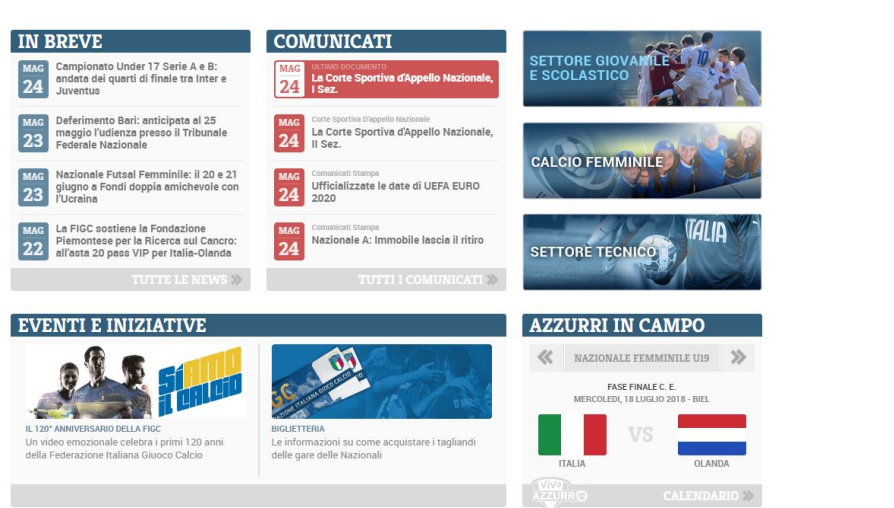 IN BREVE
MAG
24
Campionato Under 17 Serie A e B:
andata dei quarti di finale tra Inter e
Juventus
MAG
23
Deferimento Bari: anticipata al 25
maggio l'udienza presso il Tribunale
Federale Nazionale
MAG
23
Nazionale Futsal Femminile: il 20 e 21
giugno a Fondi doppia amichevole con
l'Ucraina
MAG
22
La FIGC sostiene la Fondazione
Piemontese per la Ricerca sul Cancro:
all'asta 20 pass VIP per Italia-Olanda
TUTTE LE NEWS
COMUNICATI
MAG
24
ULTIMO DOCUMENTO
La Corte Sportiva d'Appello Nazionale,
I Sez.
MAG
24
Corte Sportiva D'appello Nazionale
La Corte Sportiva d'Appello Nazionale,
II Sez.
MAG
24
Comunicati Stampa
Ufficializzate le date di UEFA EURO
2020
MAG
24
Comunicati Stampa
Nazionale A: Immobile lascia il ritiro
TUTTI I COMUNICATI
SETTORE GIOVANILE
E SCOLASTICO
CALCIO FEMMINILE
ITALIA
SETTORE TECNICO
EVENTI E INIZIATIVE
SIAMO
IL CALCIO
IL 120° ANNIVERSARIO DELLA FIGC
Un video emozionale celebra i primi 120 anni
della Federazione Italiana Giuoco Calcio
BIGLIETTERIA
Le informazioni su come acquistare i tagliandi
delle gare delle Nazionali
AZZURRI IN CAMPO
NAZIONALE FEMMINILE U19
FASE FINALE C. E.
MERCOLEDI, 18 LUGLIO 2018 - BIEL
VS
ITALIA
OLANDA
VIVO
AZZURRO
CALENDARIO